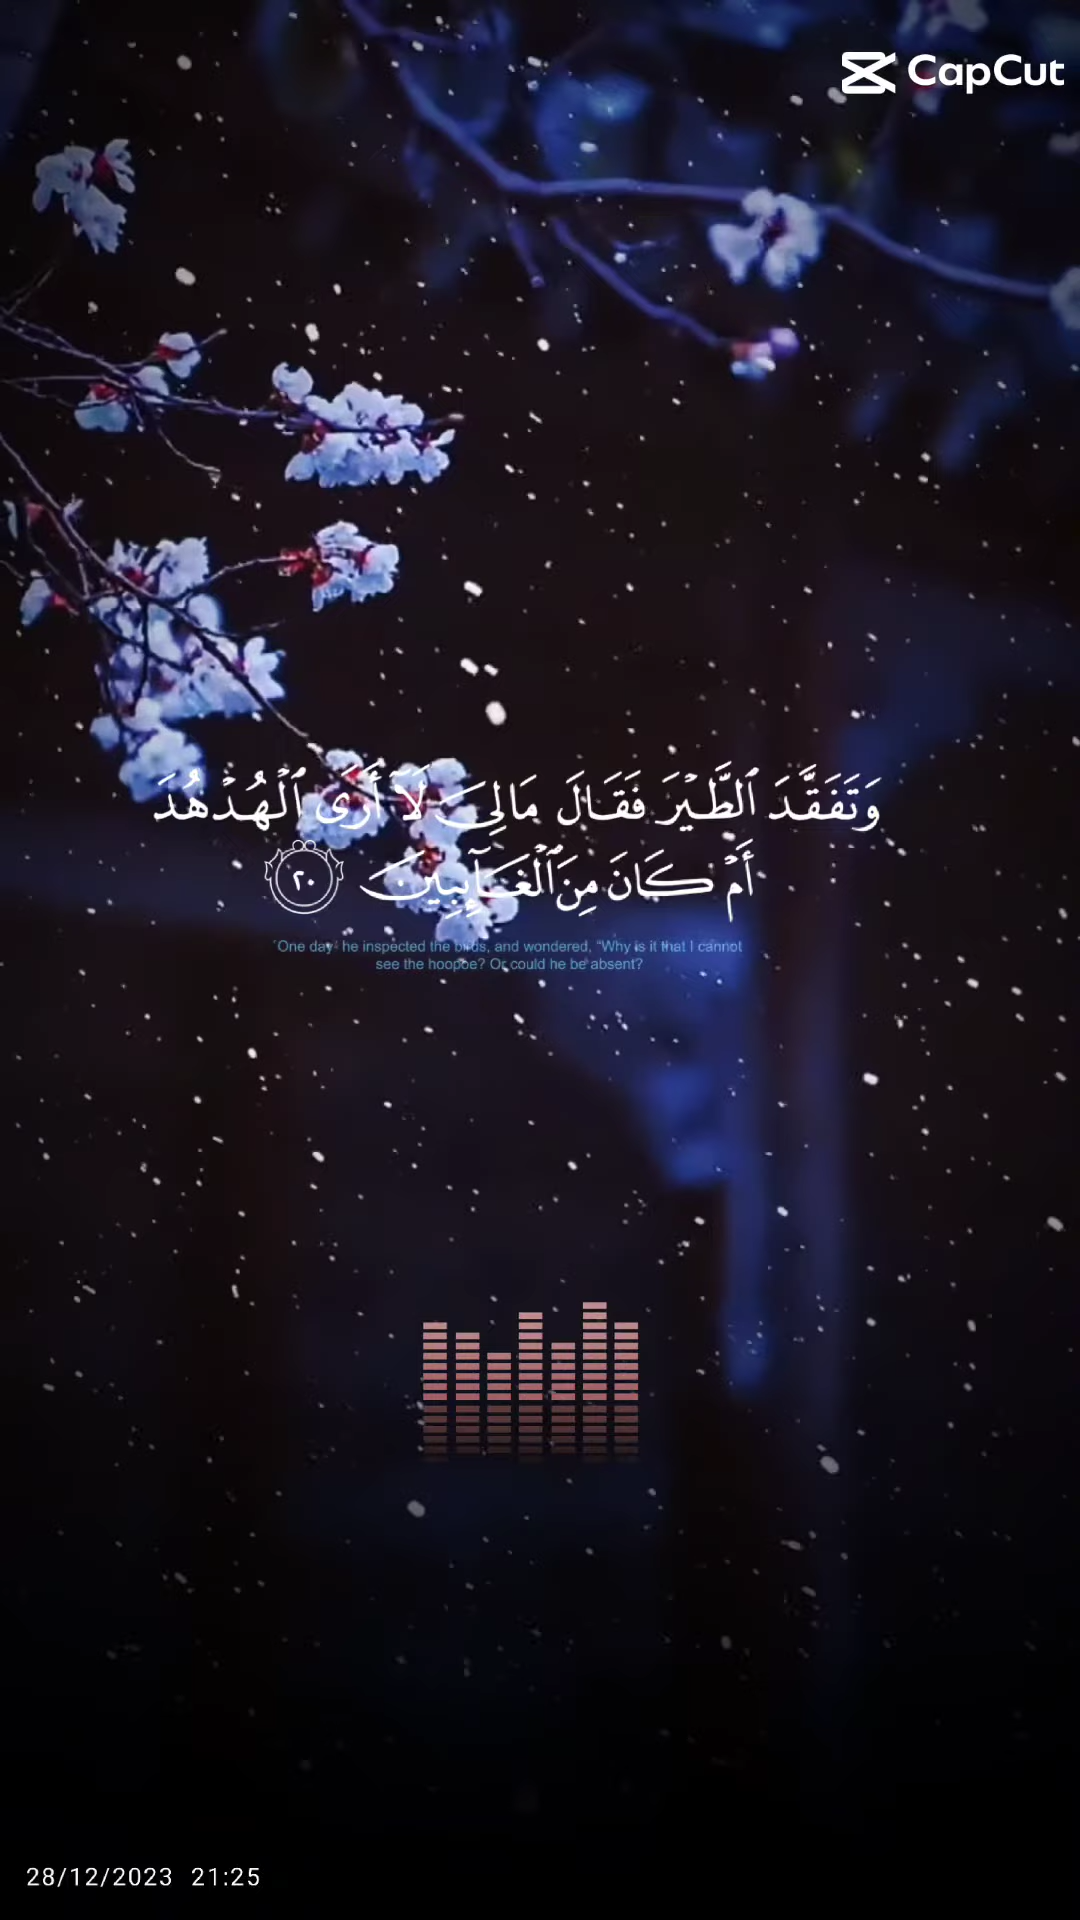 CapCut
وَتَفَقَّدَ ٱلطَّيْرَ فَقَالَ مَالِىَ لَآ أَرَى ٱلْهُدْهُدَ
أَمْ كَانَ مِنَ ٱلْغَآئِبِينَ ٢٠
˹One day˺ he inspected the birds, and wondered, “Why is it that I cannot
see the hoopoe? Or could he be absent?
28/12/2023 21:25